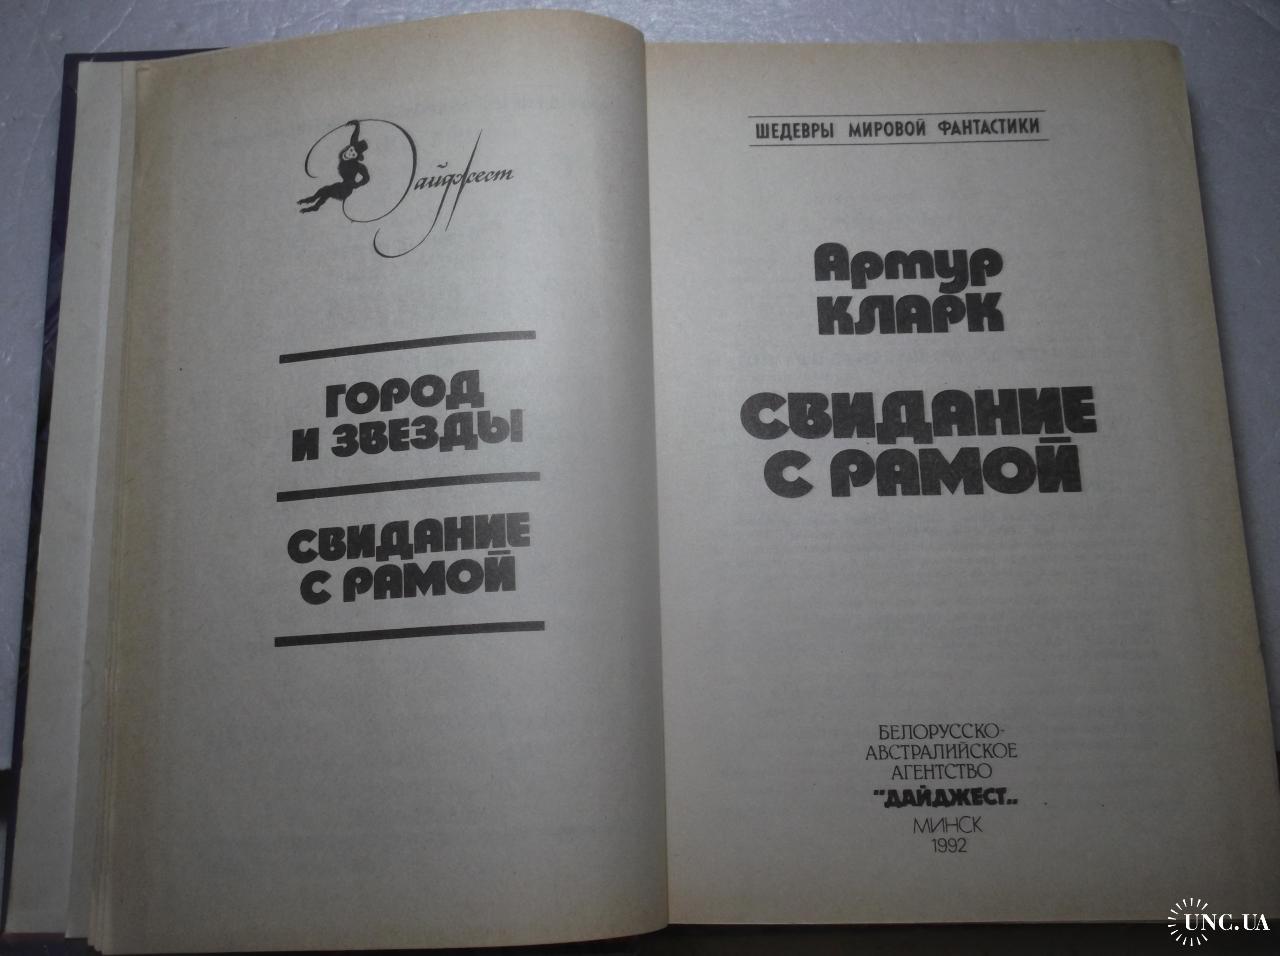 Дайджест
ГОРОД
И ЗВЕЗДЫ
СВИДАНИЕ
С РАМОЙ
ШЕДЕВРЫ МИРОВОЙ ФАНТАСТИКИ
Артур
КЛАРК
СВИДАНИЕ
С РАМОЙ
БЕЛОРУССКО-
АВСТРАЛИЙСКОЕ
АГЕНТСТВО
"ДАЙДЖЕСТ„
МИНСК
1992
UNC.UA